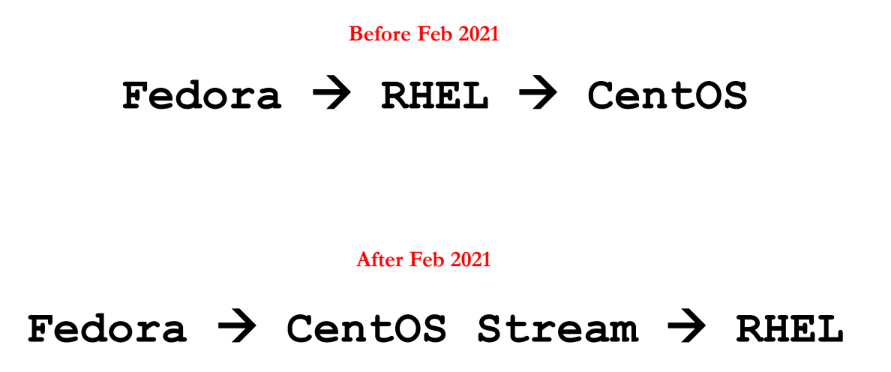 Before Feb 2021
Fedora → RHEL → CentOS
After Feb 2021
Fedora → CentOS Stream → RHEL